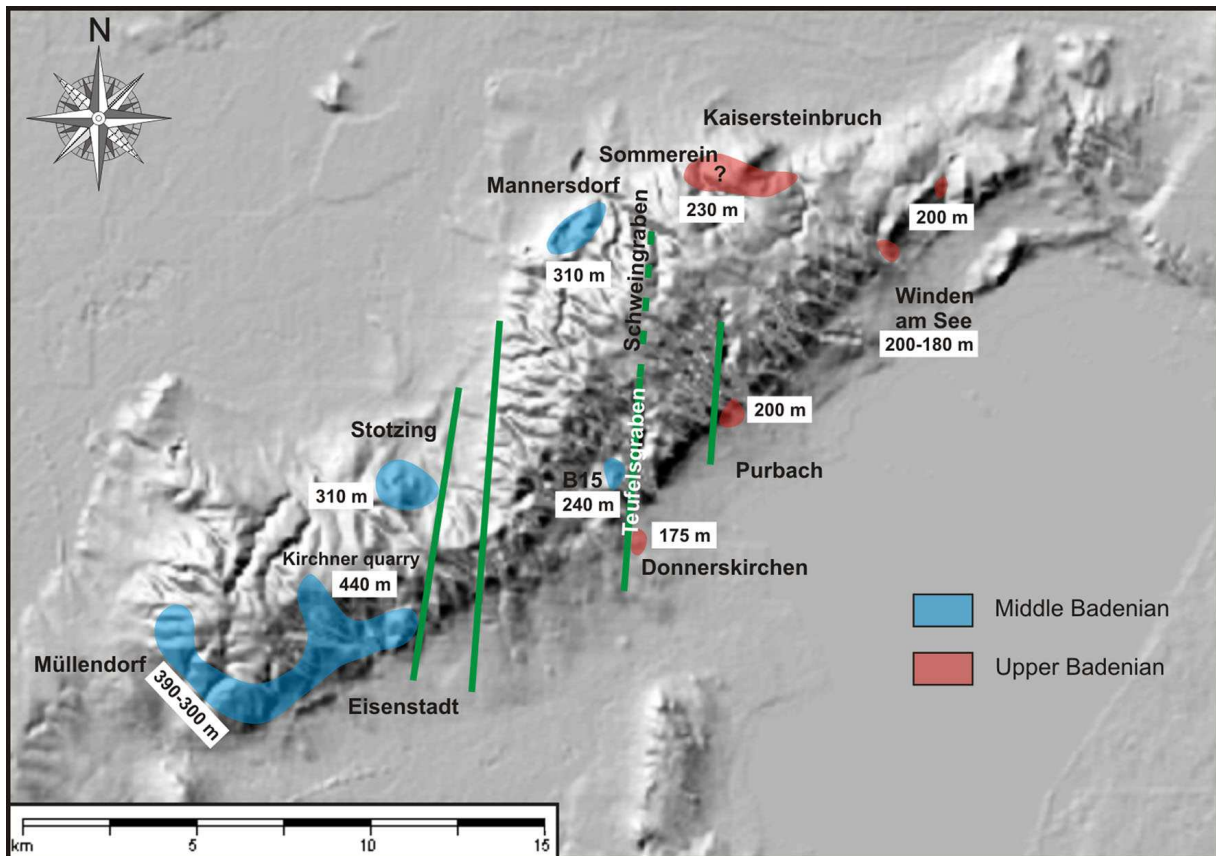 N
Kaisersteinbruch
Sommerein
?
Mannersdorf
230 m
200 m
310 m
Schweingraben
Winden
am See
200-180 m
Stotzing
200 m
Purbach
Teufelsgraben
B15
240 m
310 m
175 m
Donnerskirchen
Kirchner quarry
440 m
Müllendorf
390-300 m
Eisenstadt
Middle Badenian
Upper Badenian
km 5 10 15